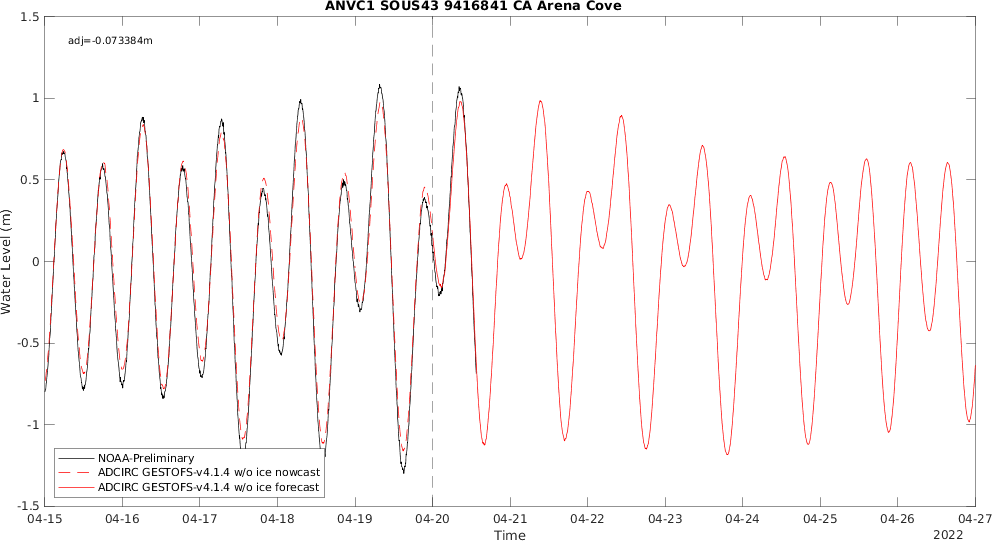 ANVC1 SOUS43 9416841 CA Arena Cove
adj=-0.073384m
1.5
1
0.5
0
-0.5
-1
-1.5
Water Level (m)
NOAA-Preliminary
ADCIRC GESTOFS-v4.1.4 w/o ice nowcast
ADCIRC GESTOFS-v4.1.4 w/o ice forecast
04-15 04-16 04-17 04-18 04-19 04-20 04-21 04-22 04-23 04-24 04-25 04-26 04-27
Time
2022